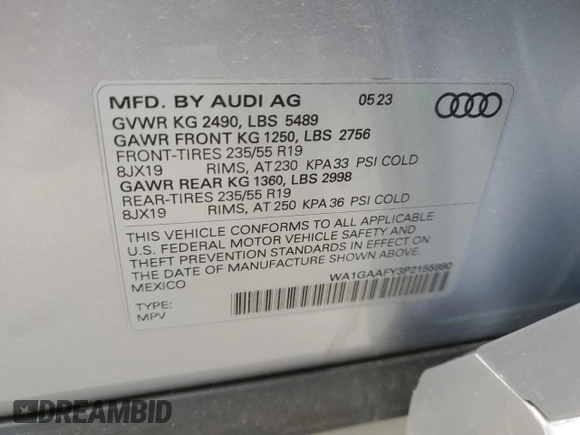 MFD. BY AUDI AG 05 23
GVWR KG 2490, LBS 5489
GAWR FRONT KG 1250, LBS 2756
FRONT-TIRES 235/55 R19
8JX19 RIMS, AT 230 KPA 33 PSI COLD
GAWR REAR KG 1360, LBS 2998
REAR-TIRES 235/55 R19
8JX19 RIMS, AT 250 KPA 36 PSI COLD
THIS VEHICLE CONFORMS TO ALL APPLICABLE
U.S. FEDERAL MOTOR VEHICLE SAFETY AND
THEFT PREVENTION STANDARDS IN EFFECT ON
THE DATE OF MANUFACTURE SHOWN ABOVE.
MEXICO WA1GAAFY3P2155990
TYPE:
MPV
DREAMBID